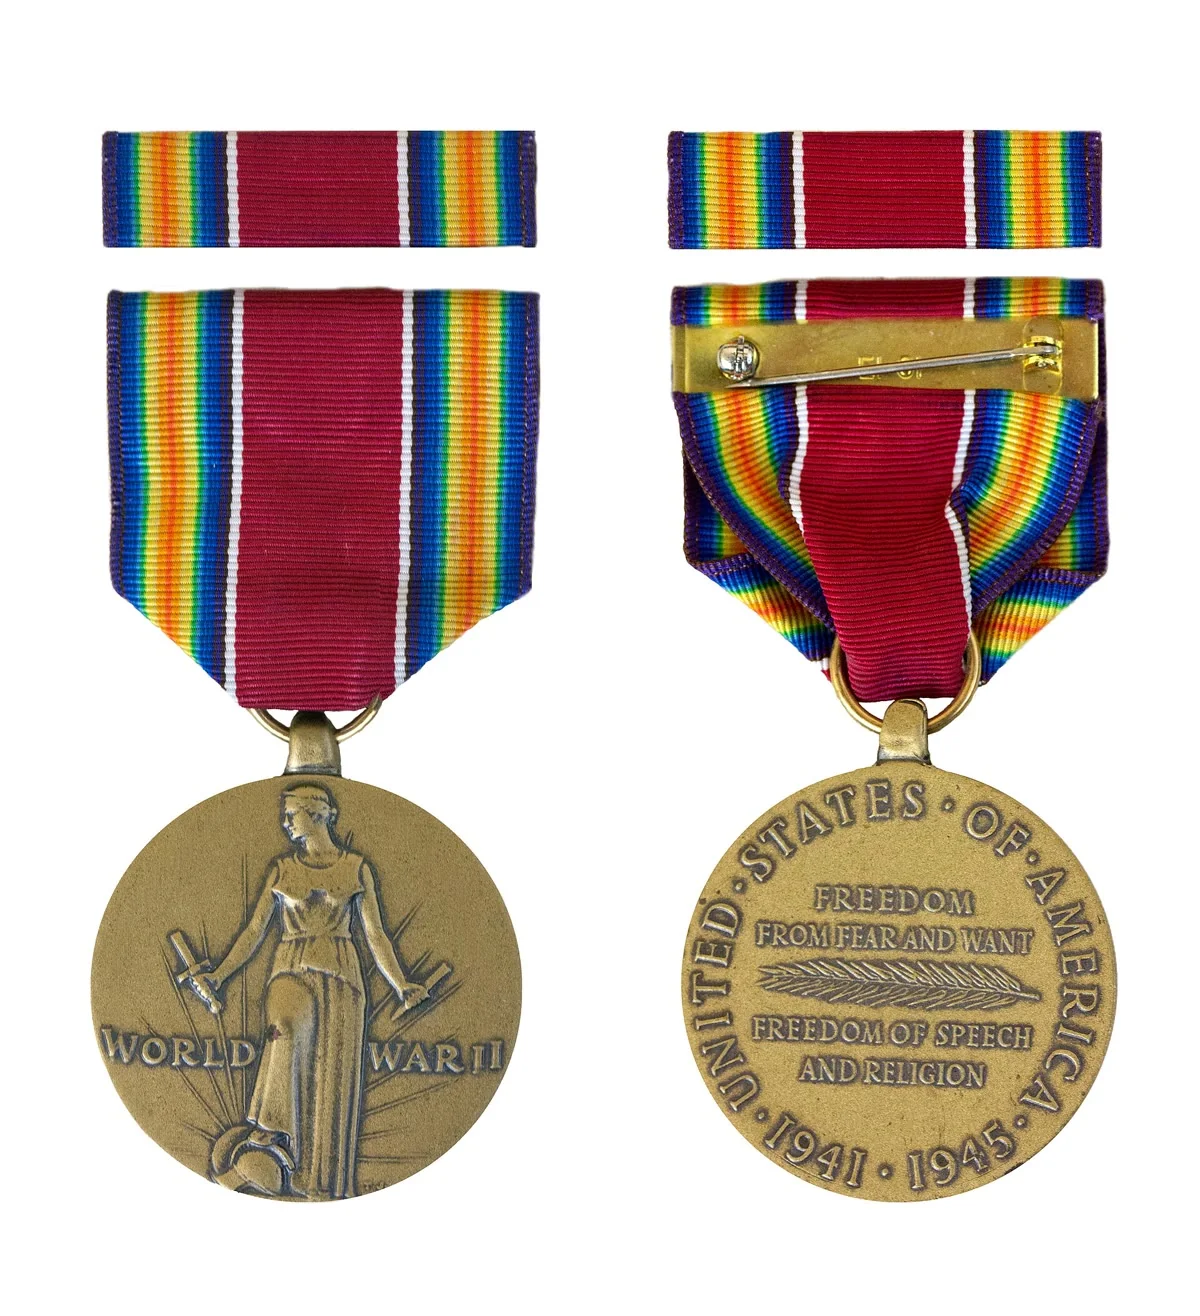 WORLD WAR II
UNITED · STATES · OF · AMERICA · 1941 · 1945 ·
FREEDOM
FROM FEAR AND WANT
FREEDOM OF SPEECH
AND RELIGION